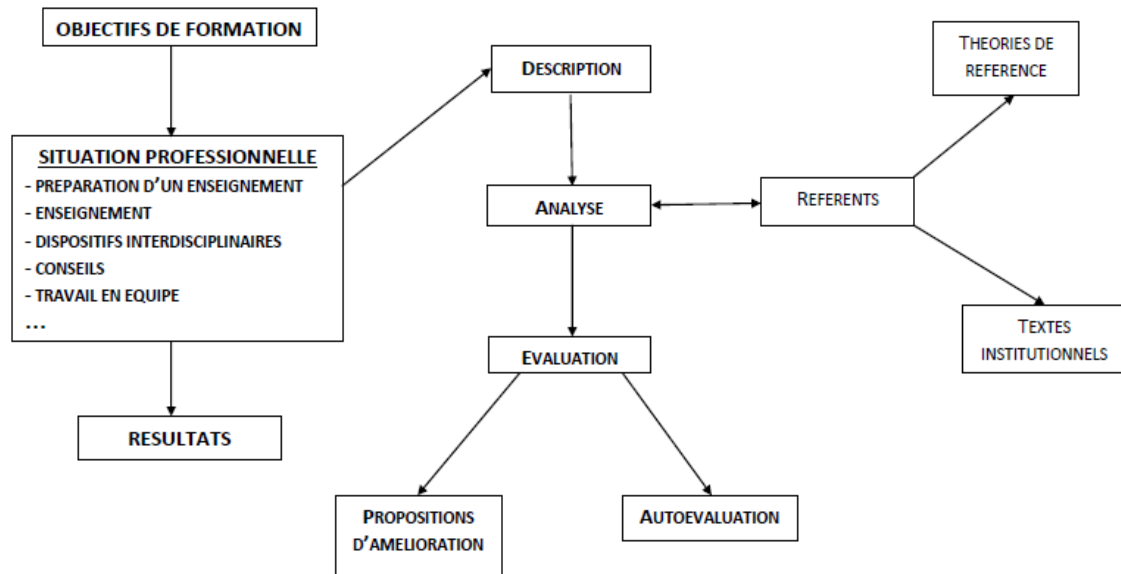 OBJECTIFS DE FORMATION
SITUATION PROFESSIONNELLE
- PREPARATION D'UN ENSEIGNEMENT
- ENSEIGNEMENT
- DISPOSITIFS INTERDISCIPLINAIRES
- CONSEILS
- TRAVAIL EN EQUIPE
...
RESULTATS
DESCRIPTION
ANALYSE
EVALUATION
PROPOSITIONS
D'AMELIORATION
AUTOEVALUATION
REFERENTS
THEORIES DE
REFERENCE
TEXTES
INSTITUTIONNELS